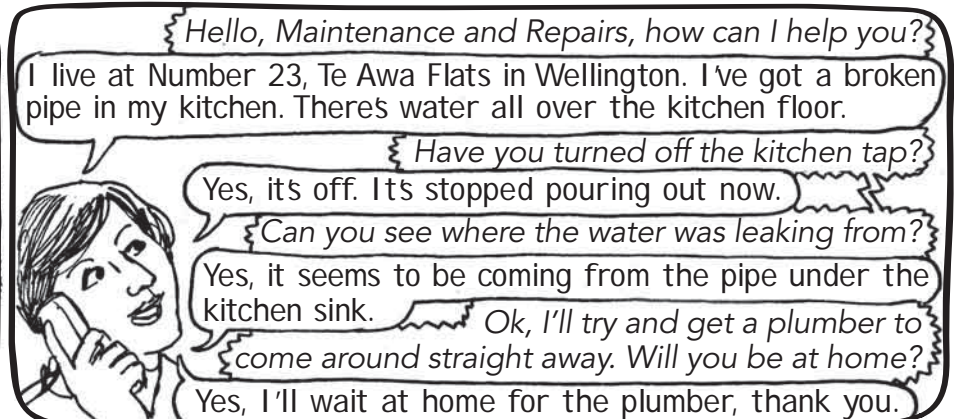 Hello, Maintenance and Repairs, how can I help you?
I live at Number 23, Te Awa Flats in Wellington. I've got a broken
pipe in my kitchen. There's water all over the kitchen floor.
Have you turned off the kitchen tap?
Yes, it's off. It's stopped pouring out now.
Can you see where the water was leaking from?
Yes, it seems to be coming from the pipe under the
kitchen sink.
Ok, I'll try and get a plumber to
come around straight away. Will you be at home?
Yes, I'll wait at home for the plumber, thank you.